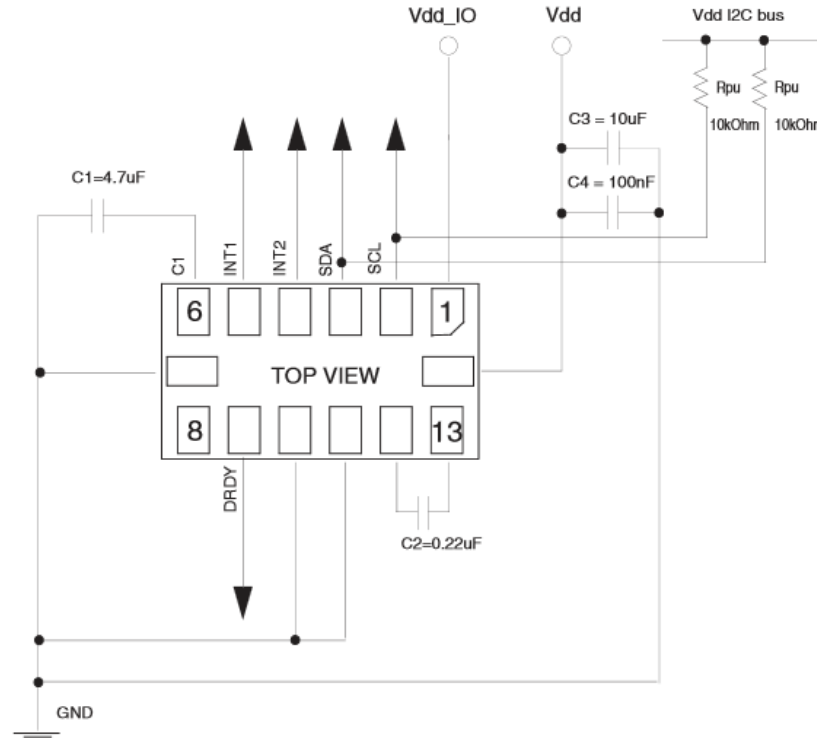 Vdd_IO
Vdd
Vdd I2C bus
Rpu
Rpu
10kOhm
10kOhm
C3 = 10uF
C4 = 100nF
C1=4.7uF
C1
INT1
INT2
SDA
SCL
6
1
TOP VIEW
8
13
DRDY
C2=0.22uF
GND